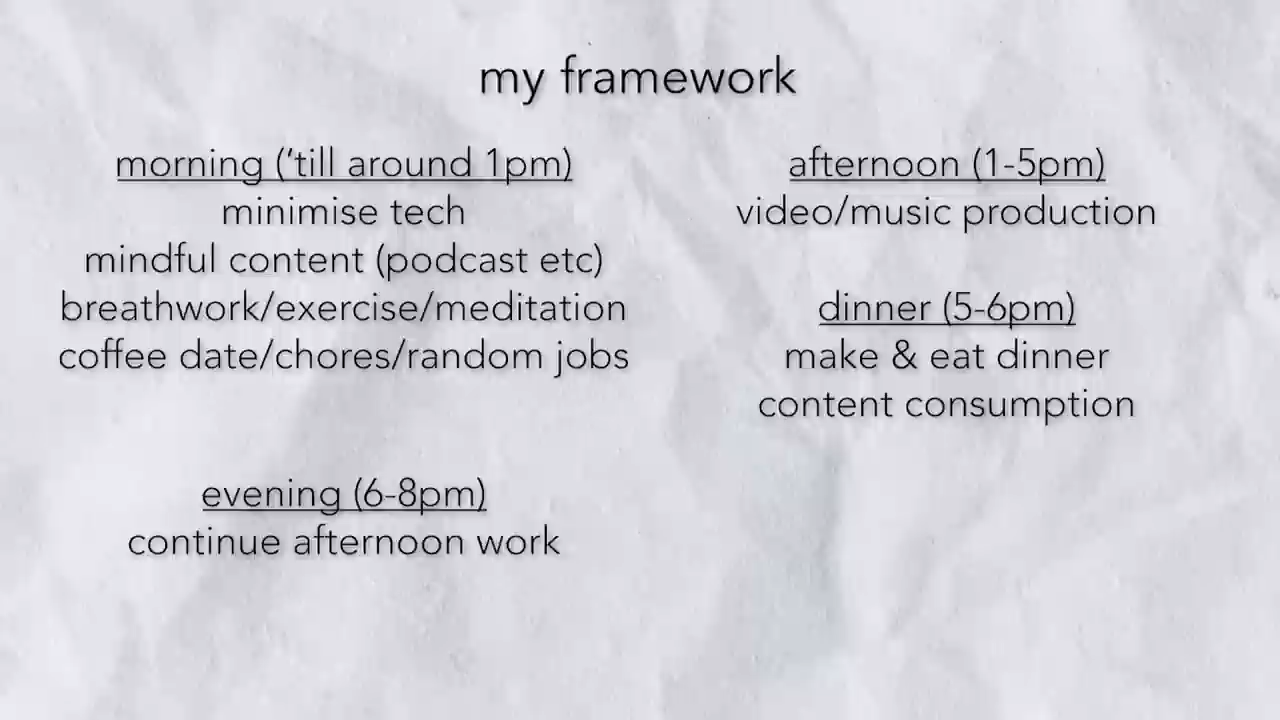 my framework
morning (‘till around 1pm)
minimise tech
mindful content (podcast etc)
breathwork/exercise/meditation
coffee date/chores/random jobs
afternoon (1-5pm)
video/music production
dinner (5-6pm)
make & eat dinner
content consumption
evening (6-8pm)
continue afternoon work